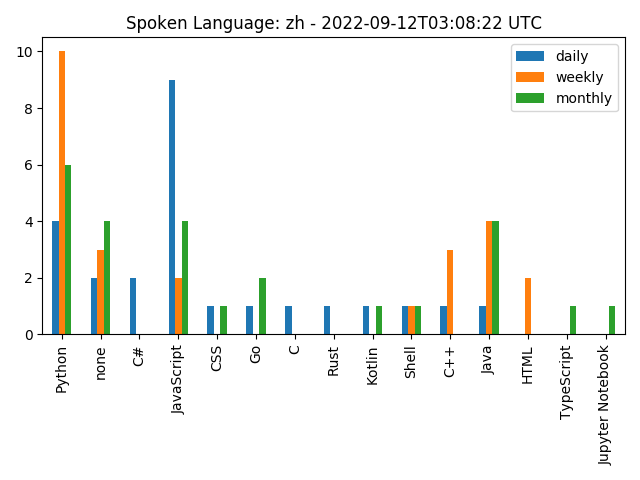 Spoken Language: zh - 2022-09-12T03:08:22 UTC
daily
weekly
monthly
10
8
6
4
2
0
Python
none
C#
JavaScript
CSS
Go
C
Rust
Kotlin
Shell
C++
Java
HTML
TypeScript
Jupyter Notebook